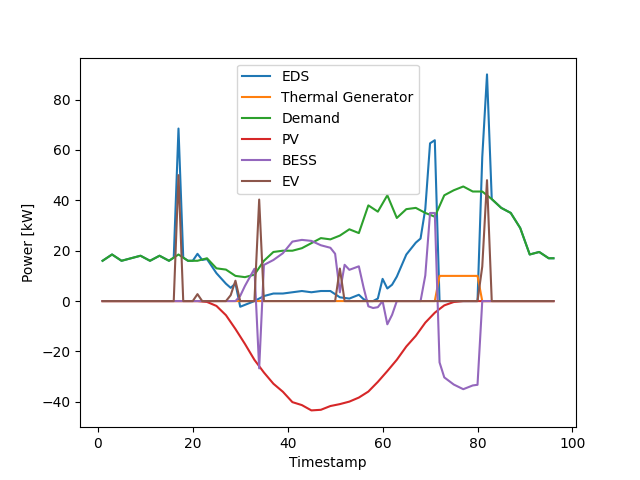 EDS
Thermal Generator
Demand
PV
BESS
EV
Power [kW]
80
60
40
20
0
−20
−40
0 20 40 60 80 100
Timestamp